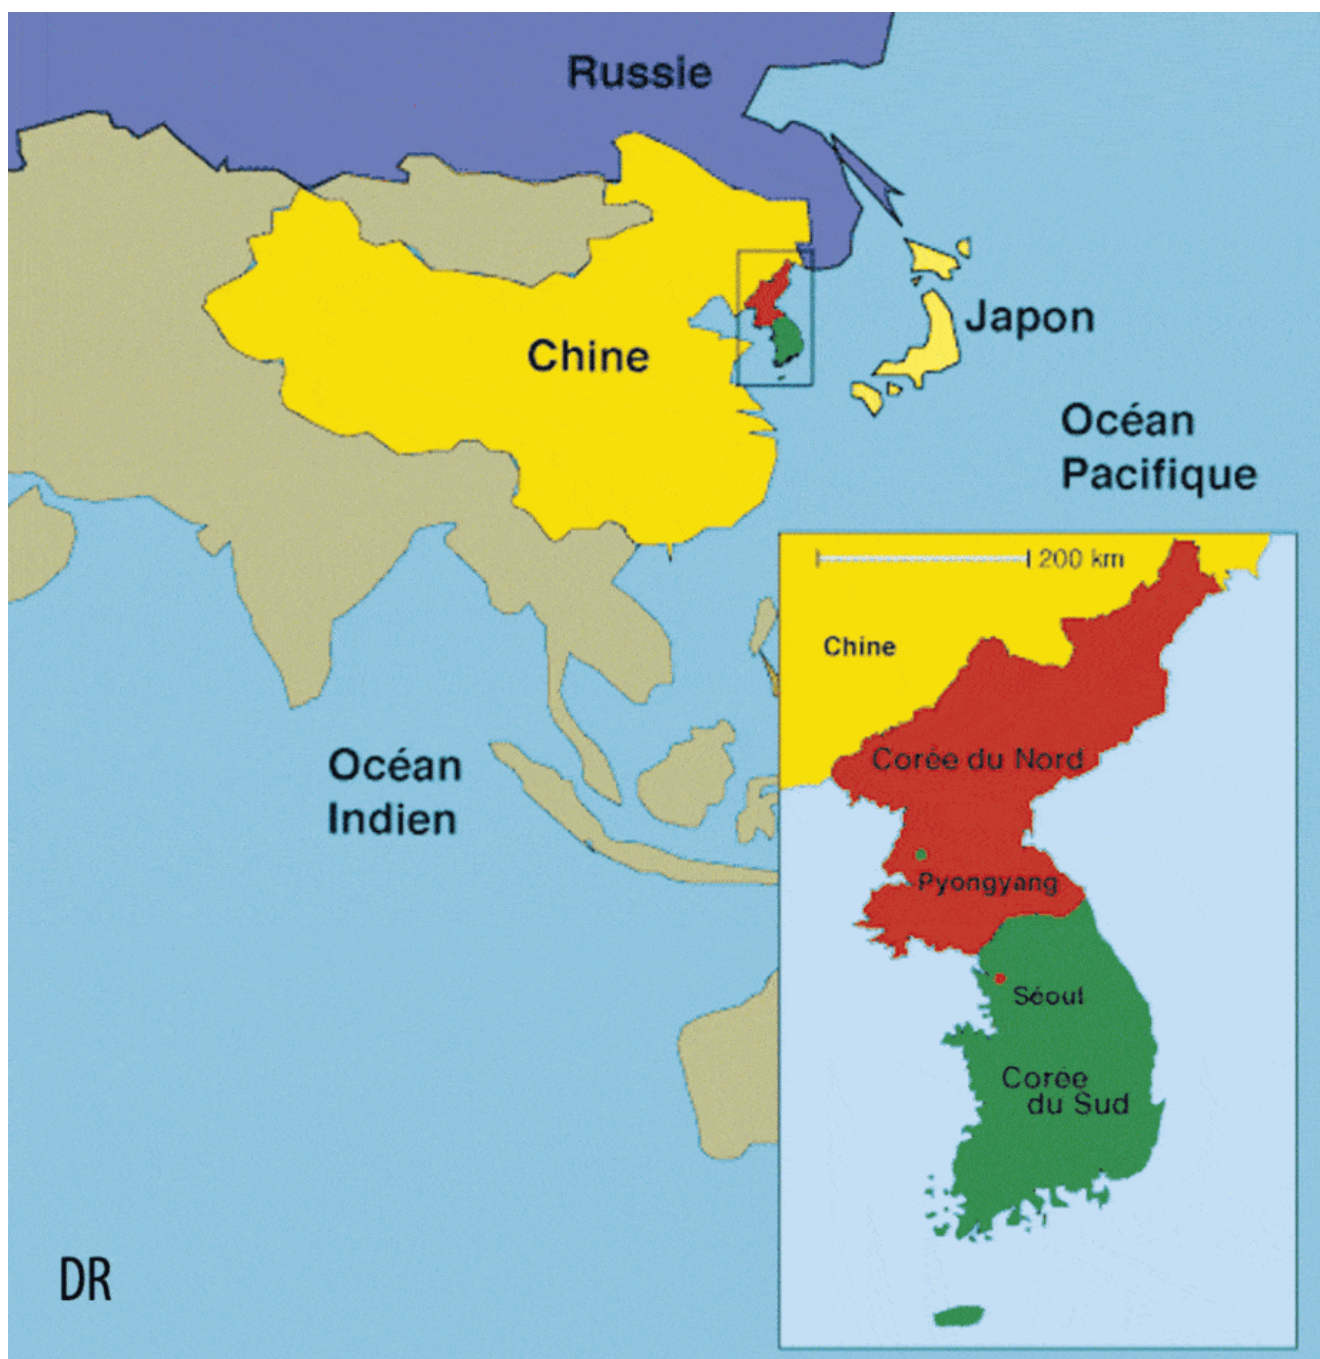 Russie
Japon
Chine
Océan
Pacifique
200 km
Chine
Corée du Nord
Océan
Indien
Pyongyang
Séoul
Corée
du Sud
DR